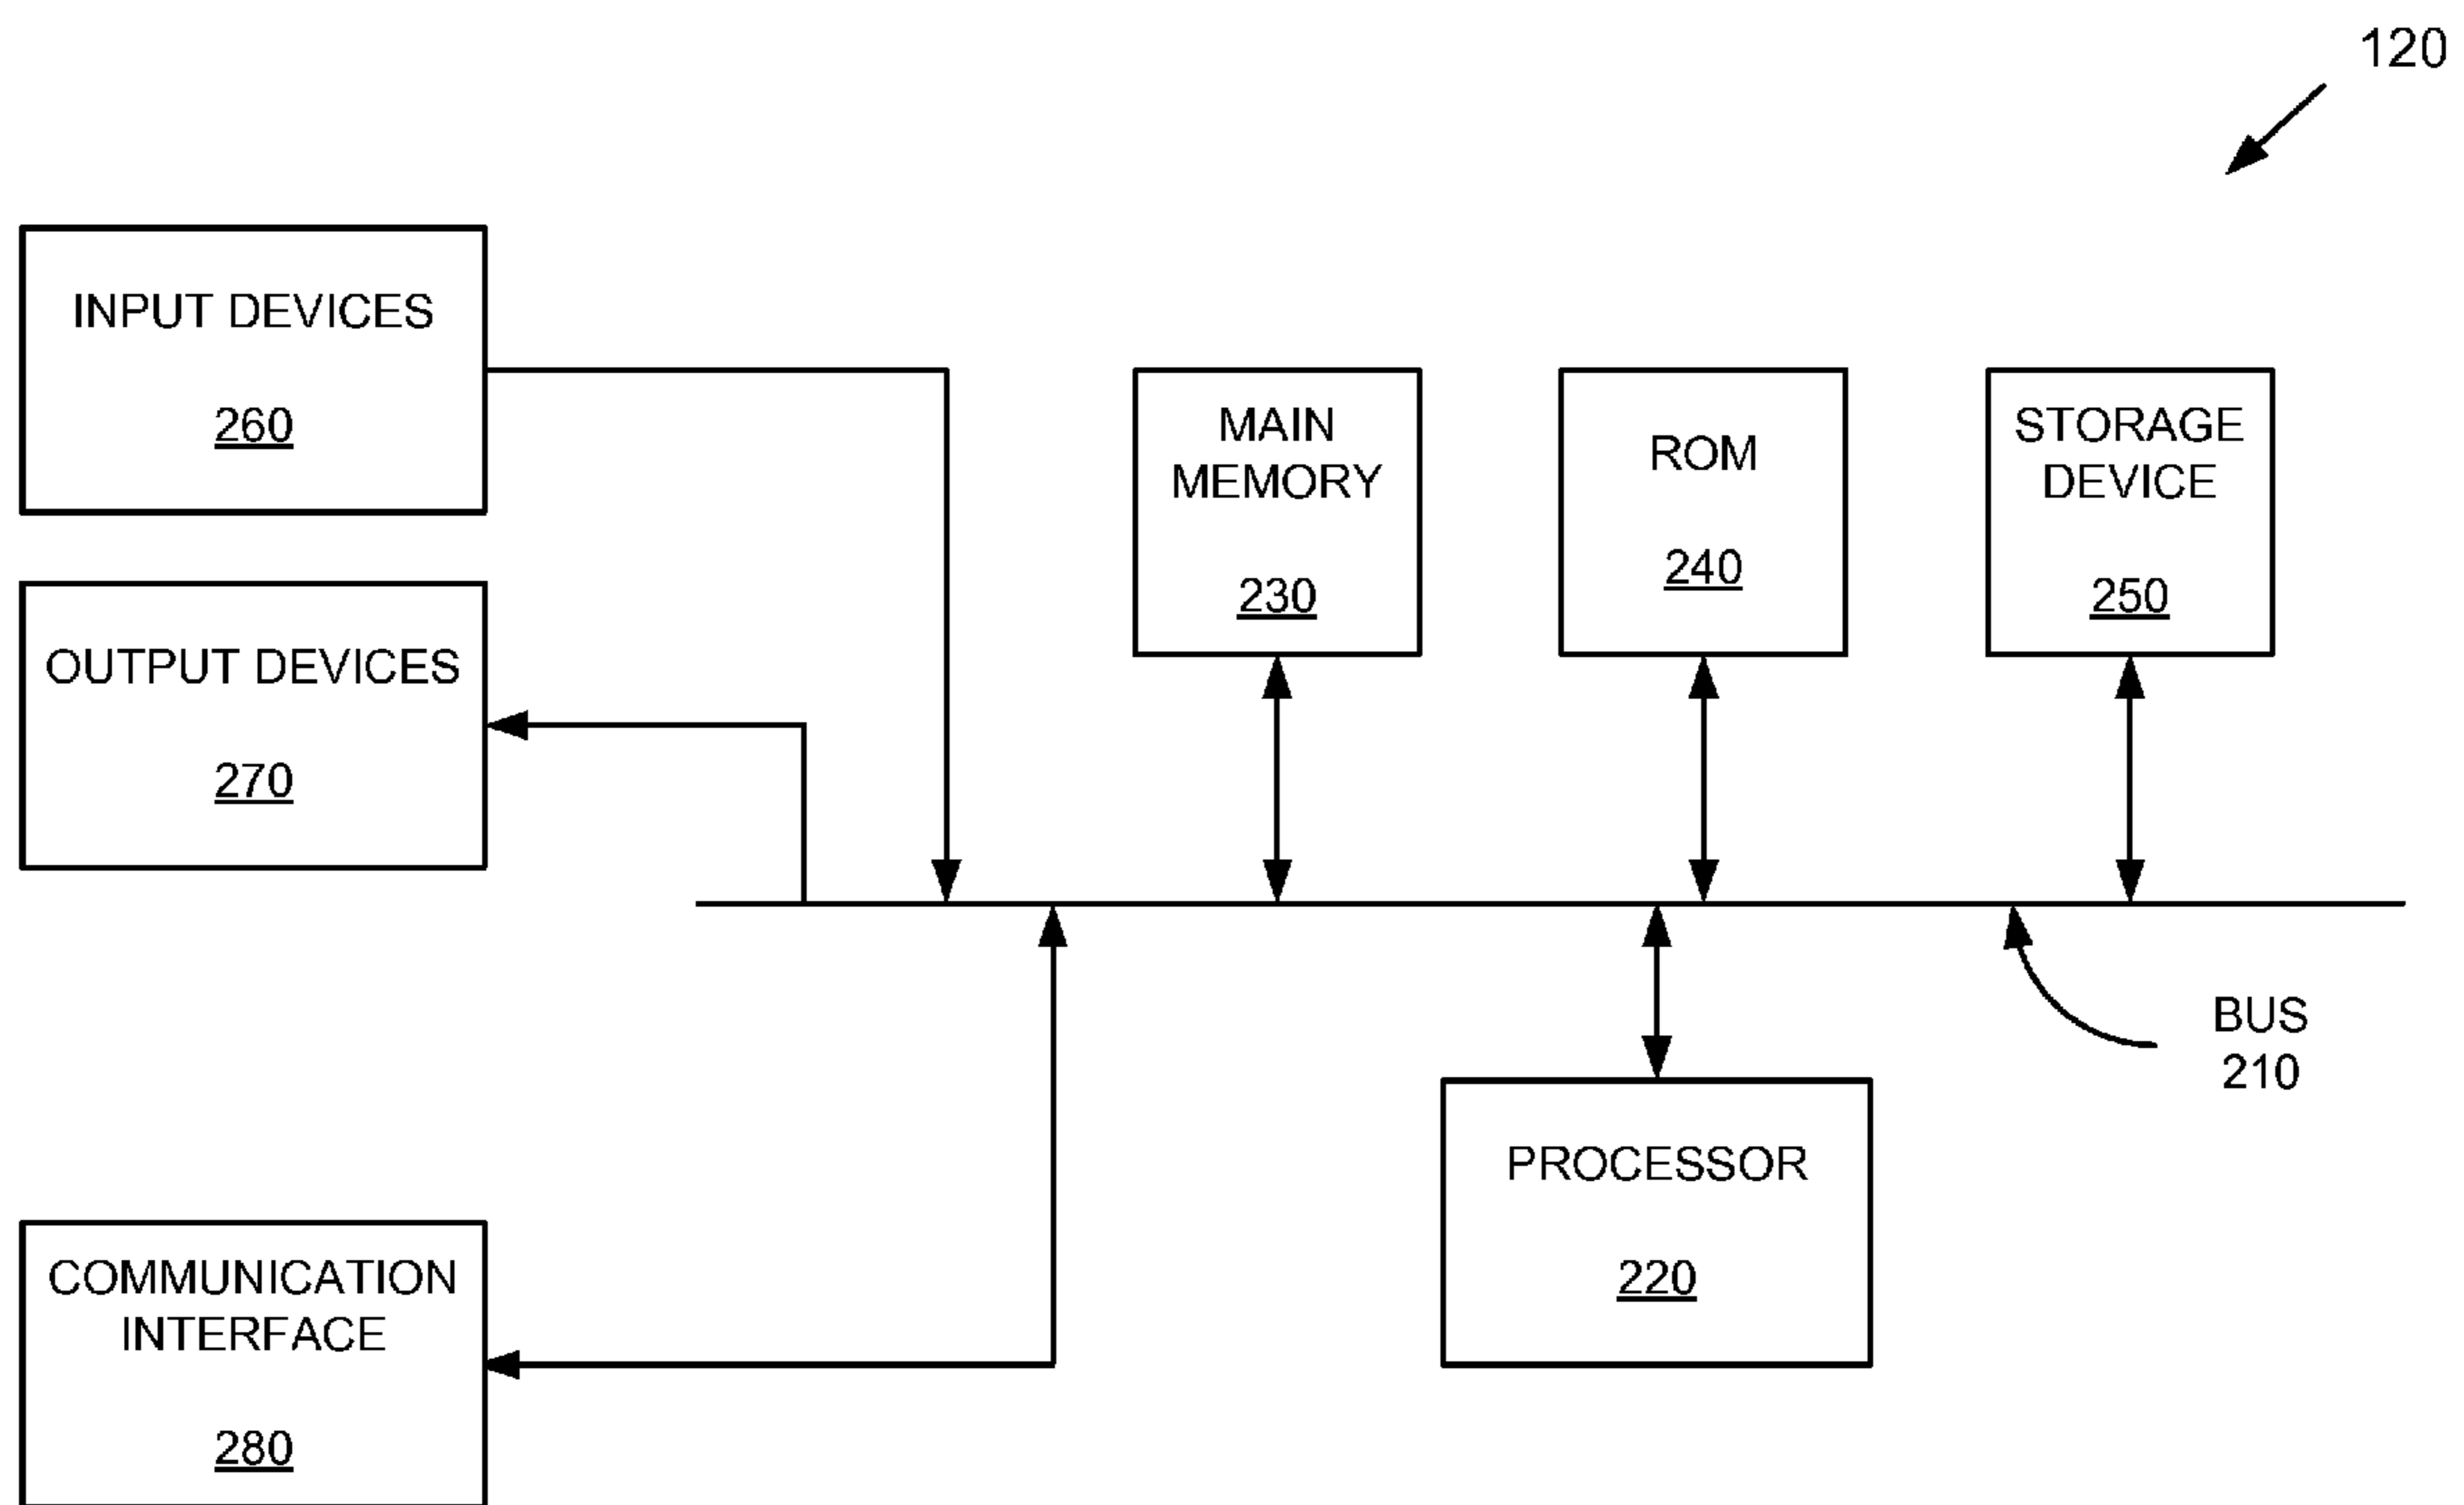 120
INPUT DEVICES
260
MAIN
MEMORY
230
ROM
240
STORAGE
DEVICE
250
OUTPUT DEVICES
270
BUS
210
PROCESSOR
220
COMMUNICATION
INTERFACE
280